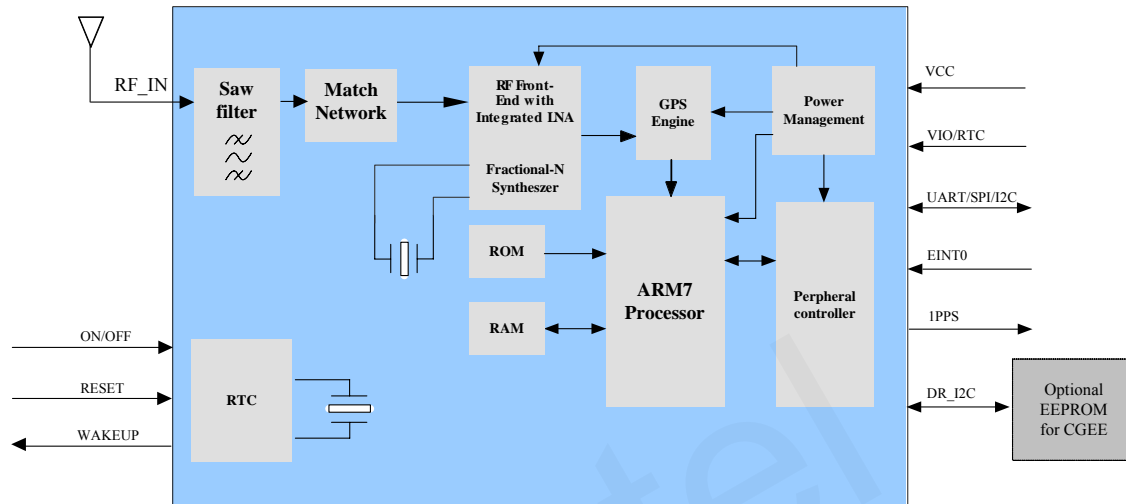 RF_IN
Saw
filter
Match
Network
RF Front-
End with
Integrated LNA
Fractional-N
Syntheszer
GPS
Engine
Power
Management
VCC
VIO/RTC
UART/SPI/I2C
EINT0
1PPS
DR_I2C
ROM
RAM
ARM7
Processor
Perpheral
controller
ON/OFF
RESET
WAKEUP
RTC
Optional
EEPROM
for CGEE